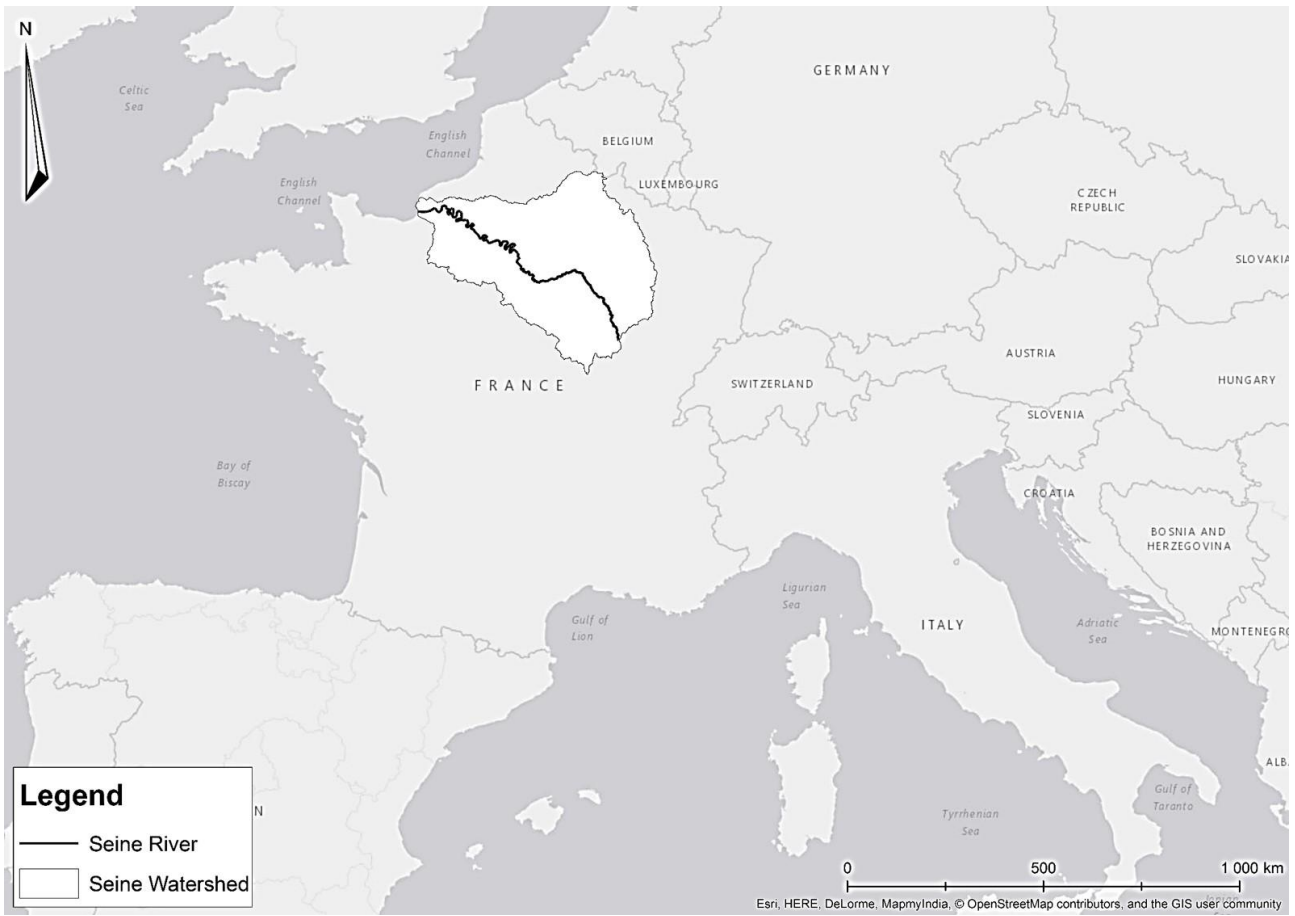 N
Celtic
Sea
GERMANY
English
Channel
BELGIUM
English
Channel
LUXEMBOURG
CZECH
REPUBLIC
SLOVAKIA
AUSTRIA
FRANCE
SWITZERLAND
HUNGARY
SLOVENIA
Bay of
Biscay
CROATIA
BOSNIA AND
HERZEGOVINA
Ligurian
Sea
Gulf of
Lion
ITALY
Adriatic
Sea
MONTENEGRO
ALB
Gulf of
Taranto
Tyrrhenian
Sea
Legend
N
Seine River
Seine Watershed
0 500 1 000 km
Esri, HERE, DeLorme, MapmyIndia, © OpenStreetMap contributors, and the GIS user community